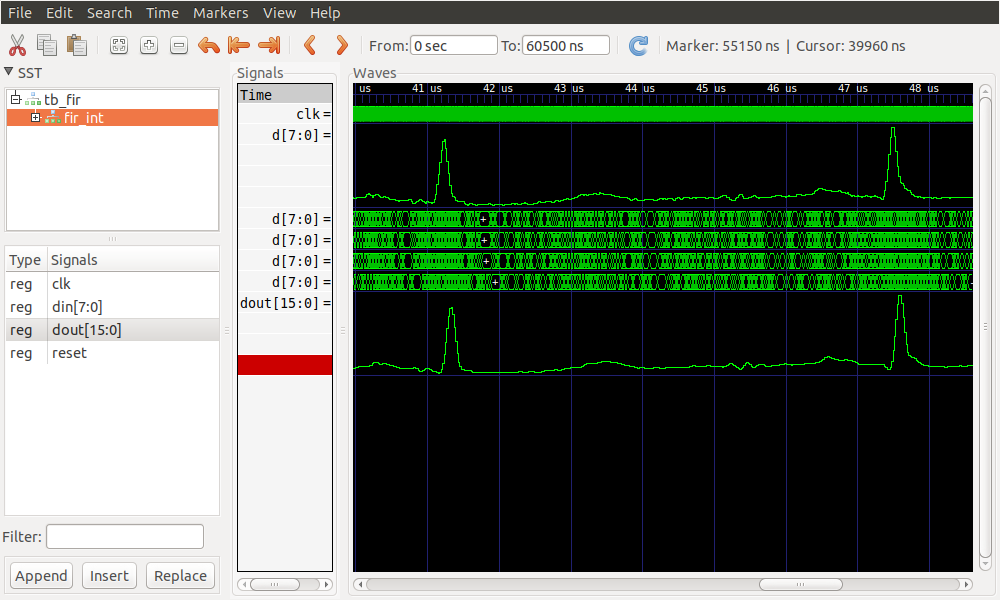 File Edit Search Time Markers View Help
From: 0 sec To: 60500 ns Marker: 55150 ns | Cursor: 39960 ns
SST
tb_fir
fir_int
Type Signals
reg clk
reg din[7:0]
reg dout[15:0]
reg reset
Filter:
Append Insert Replace
Signals
Time
clk =
d[7:0] =
d[7:0] =
d[7:0] =
d[7:0] =
d[7:0] =
dout[15:0] =
Waves
us 41 us 42 us 43 us 44 us 45 us 46 us 47 us 48 us